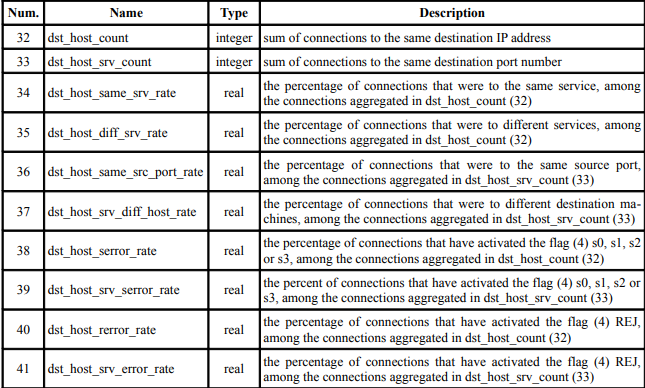 Num. Name Type Description
32 dst_host_count integer sum of connections to the same destination IP address
33 dst_host_srv_count integer sum of connections to the same destination port number
34 dst_host_same_srv_rate real the percentage of connections that were to the same service, among
the connections aggregated in dst_host_count (32)
35 dst_host_diff_srv_rate real the percentage of connections that were to different services, among
the connections aggregated in dst_host_count (32)
36 dst_host_same_src_port_rate real the percentage of connections that were to the same source port,
among the connections aggregated in dst_host_srv_count (33)
37 dst_host_srv_diff_host_rate real the percentage of connections that were to different destination ma-
chines, among the connections aggregated in dst_host_srv_count (33)
38 dst_host_serror_rate real the percentage of connections that have activated the flag (4) s0, s1, s2
or s3, among the connections aggregated in dst_host_count (32)
39 dst_host_srv_serror_rate real the percent of connections that have activated the flag (4) s0, s1, s2 or
s3, among the connections aggregated in dst_host_srv_count (33)
40 dst_host_rerror_rate real the percentage of connections that have activated the flag (4) REJ,
among the connections aggregated in dst_host_count (32)
41 dst_host_srv_error_rate real the percentage of connections that have activated the flag (4) REJ,
among the connections aggregated in dst_host_srv_count (33)